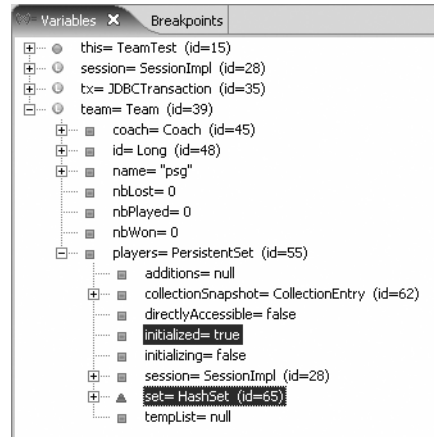 Variables Breakpoints
this= TeamTest (id=15)
session= SessionImpl (id=28)
tx= JDBCTransaction (id=35)
team= Team (id=39)
coach= Coach (id=45)
id= Long (id=48)
name= "psg"
nbLost= 0
nbPlayed= 0
nbWon= 0
players= PersistentSet (id=55)
additions= null
collectionSnapshot= CollectionEntry (id=62)
directlyAccessible= false
initialized= true
initializing= false
session= SessionImpl (id=28)
set= HashSet (id=65)
tempList= null